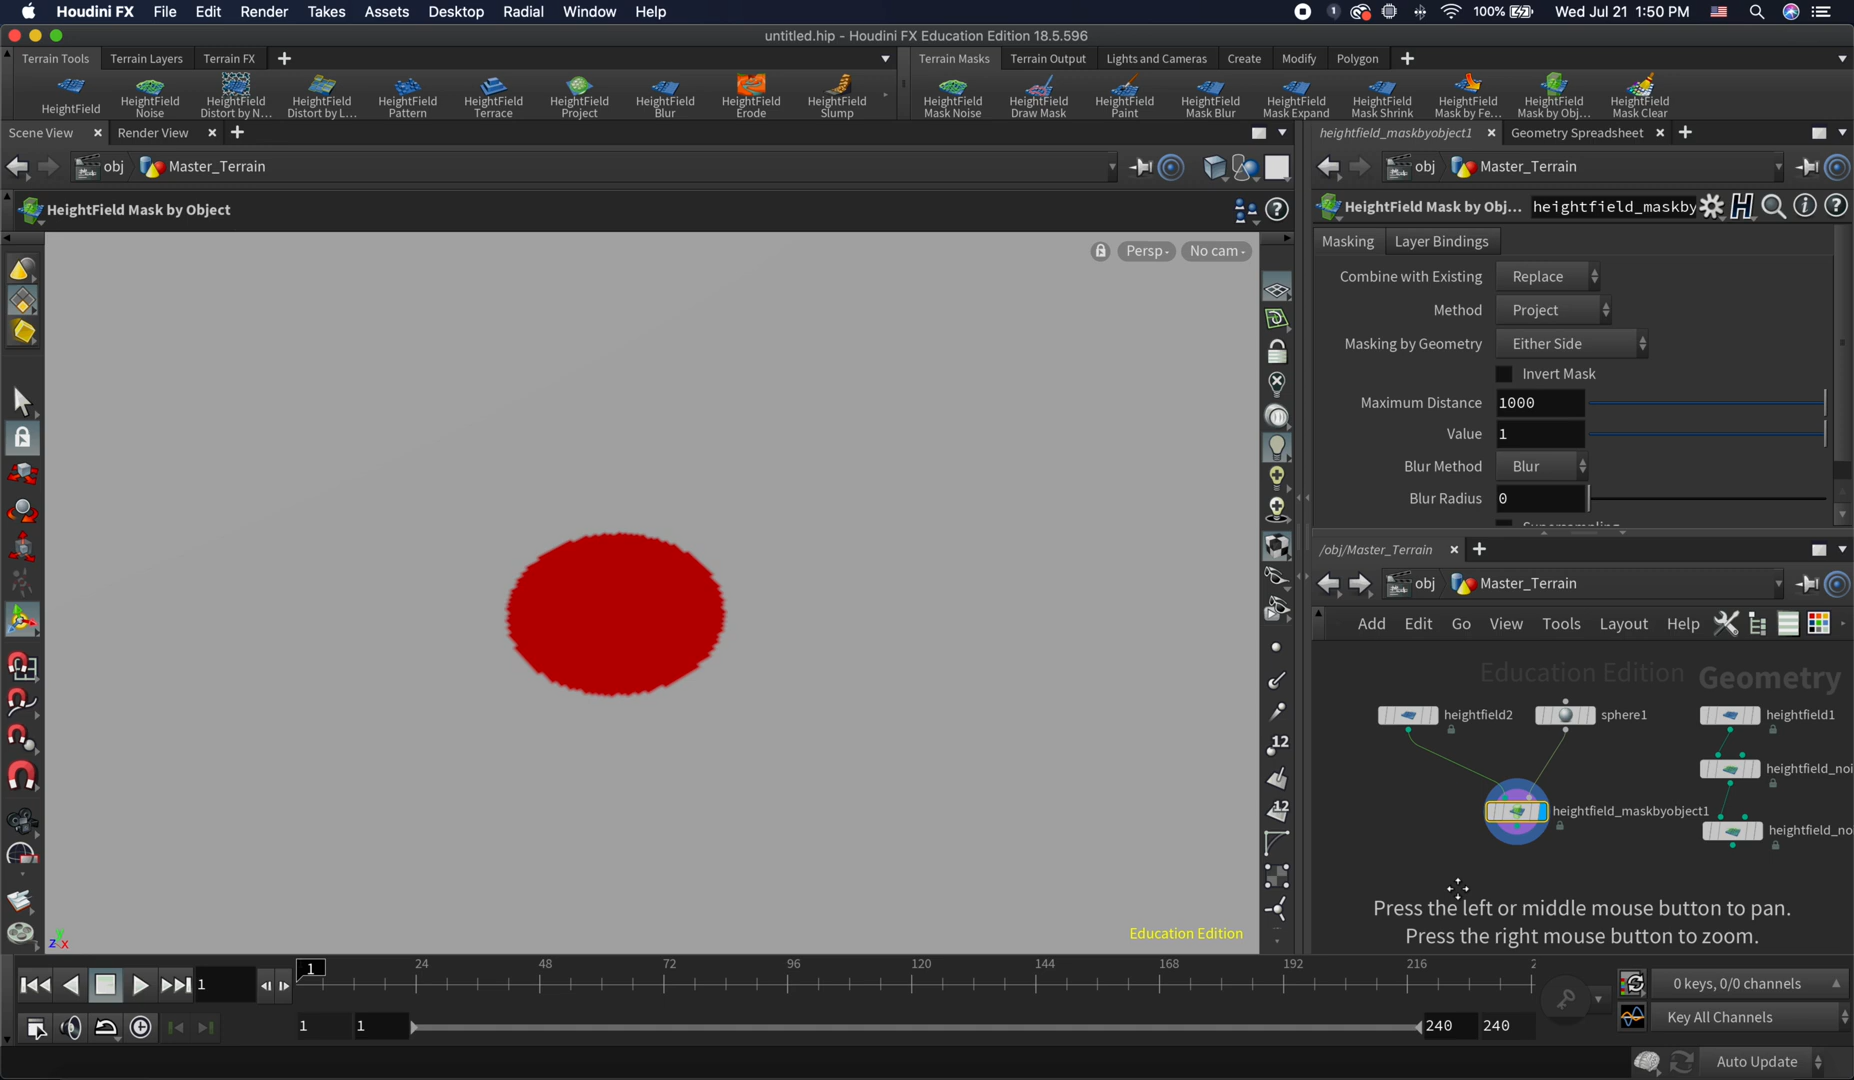 Houdini FX File Edit Render Takes Assets Desktop Radial Window Help 1 100% Wed Jul 21 1:50 PM
untitled.hip - Houdini FX Education Edition 18.5.596
Terrain Tools Terrain Layers Terrain FX
HeightField
HeightField Noise
HeightField Distort by N...
HeightField Distort by L...
HeightField Pattern
HeightField Terrace
HeightField Project
HeightField Blur
HeightField Erode
HeightField Slump
Terrain Masks Terrain Output Lights and Cameras Create Modify Polygon
HeightField Noise
HeightField Draw Mask
HeightField Paint
HeightField Mask Blur
HeightField Mask Expand
HeightField Mask Shrink
HeightField Mask by Fe...
HeightField Mask by Obj...
HeightField Mask Clear
Scene View Render View
obj Master_Terrain
HeightField Mask by Object
Persp No cam
Education Edition
z y x
12
12
heightfield_maskbyobject1 Geometry Spreadsheet
obj Master_Terrain
HeightField Mask by Obj... heightfield_maskby
Masking Layer Bindings
Combine with Existing Replace
Method Project
Masking by Geometry Either Side
Invert Mask
Maximum Distance 1000
Value 1
Blur Method Blur
Blur Radius 0
Supersampling
/obj/Master_Terrain
obj Master_Terrain
Add Edit Go View Tools Layout Help
Education Edition Geometry
heightfield2 sphere1 heightfield1
heightfield_noi
heightfield_maskbyobject1
heightfield_no
Press the left or middle mouse button to pan.
Press the right mouse button to zoom.
1 1 24 48 72 96 120 144 168 192 216 2
0 keys, 0/0 channels
1 1 240 240
Key All Channels
Auto Update